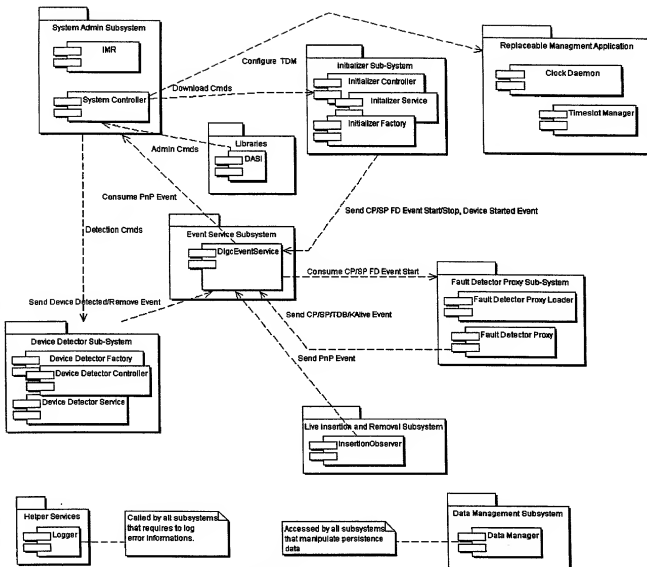 System Admin Subsystem
IMR
System Controller
Configure TDM
Download Cmds
Initializer Sub-System
Initializer Controller
Initalizer Service
Initializer Factory
Replaceable Managment Application
Clock Daemon
Timeslot Manager
Admin Cmds
Libraries
DASI
Consume PnP Event
Detection Cmds
Send CP/SP FD Event Start/Stop, Device Started Event
Event Service Subsystem
DlgcEventService
Consume CP/SP FD Event Start
Fault Detector Proxy Sub-System
Fault Detector Proxy Loader
Fault Detector Proxy
Send Device Detected/Remove Event
Send CP/SP/TDB/KAlive Event
Send PnP Event
Device Detector Sub-System
Device Detector Factory
Device Detector Controller
Device Detector Service
Live Insertion and Removal Subsystem
InsertionObserver
Helper Services
Logger
Called by all subsystems
that requires to log
error informations.
Accessed by all subsystems
that manipulate persistence
data
Data Management Subsystem
Data Manager